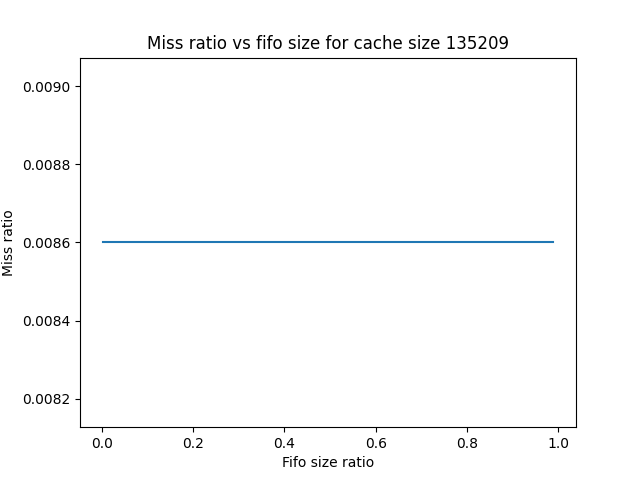 Miss ratio vs fifo size for cache size 135209
0.0090
0.0088
0.0086
0.0084
0.0082
Miss ratio
0.0 0.2 0.4 0.6 0.8 1.0
Fifo size ratio